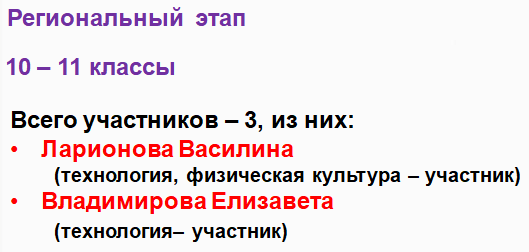 Региональный этап
10 – 11 классы
Всего участников – 3, из них:
• Ларионова Василина
(технология, физическая культура – участник)
• Владимирова Елизавета
(технология– участник)